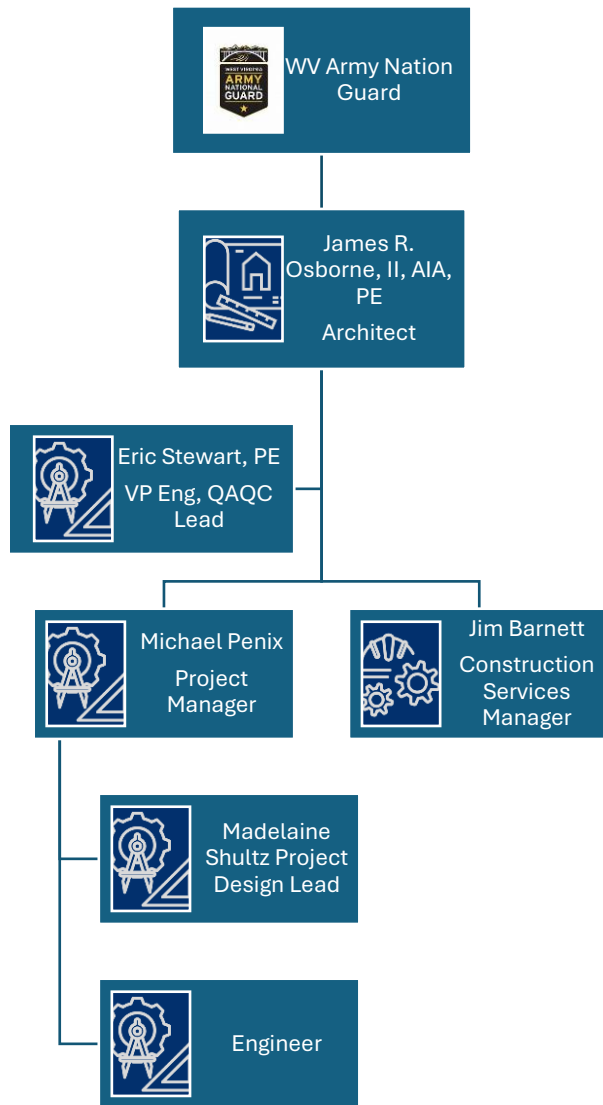 WEST VIRGINIA
ARMY
NATIONAL
GUARD
WV Army Nation
Guard
James R.
Osborne, II, AIA,
PE
Architect
Eric Stewart, PE
VP Eng, QAQC
Lead
Michael Penix
Project
Manager
Jim Barnett
Construction
Services
Manager
Madelaine
Shultz Project
Design Lead
Engineer